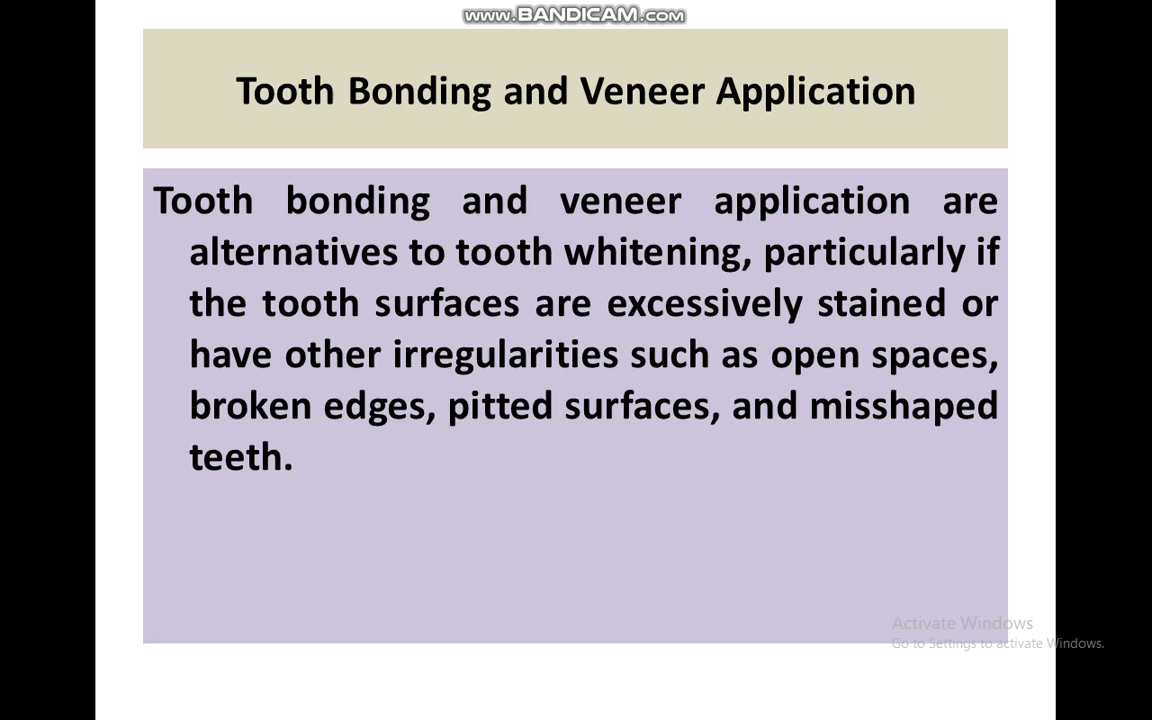 www.BANDICAM.com
Tooth Bonding and Veneer Application
Tooth bonding and veneer application are
alternatives to tooth whitening, particularly if
the tooth surfaces are excessively stained or
have other irregularities such as open spaces,
broken edges, pitted surfaces, and misshaped
teeth.
Activate Windows
Go to Settings to activate Windows.